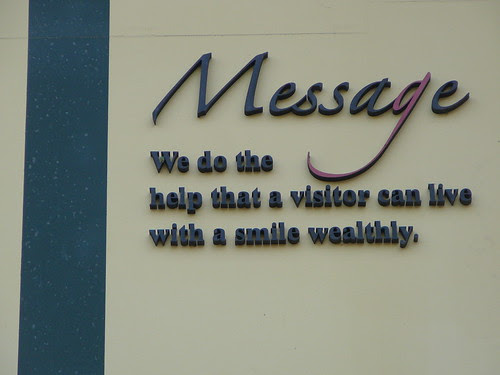 Message
We do the
help that a visitor can live
with a smile wealthly.